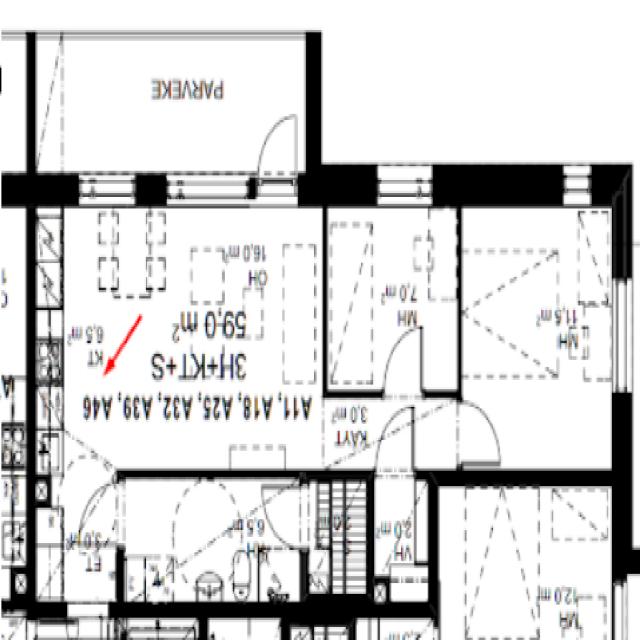 PARVEKE
OH
16,0 m²
MH
7,0 m²
MH
11,5 m²
KT
6,5 m²
59,0 m²
3H+KT+S
A11, A18, A25, A32, A39, A46
KÄYT
3,0 m²
ET
KH
6,5 m²
VH
2,0 m²
MH
12,0 m²